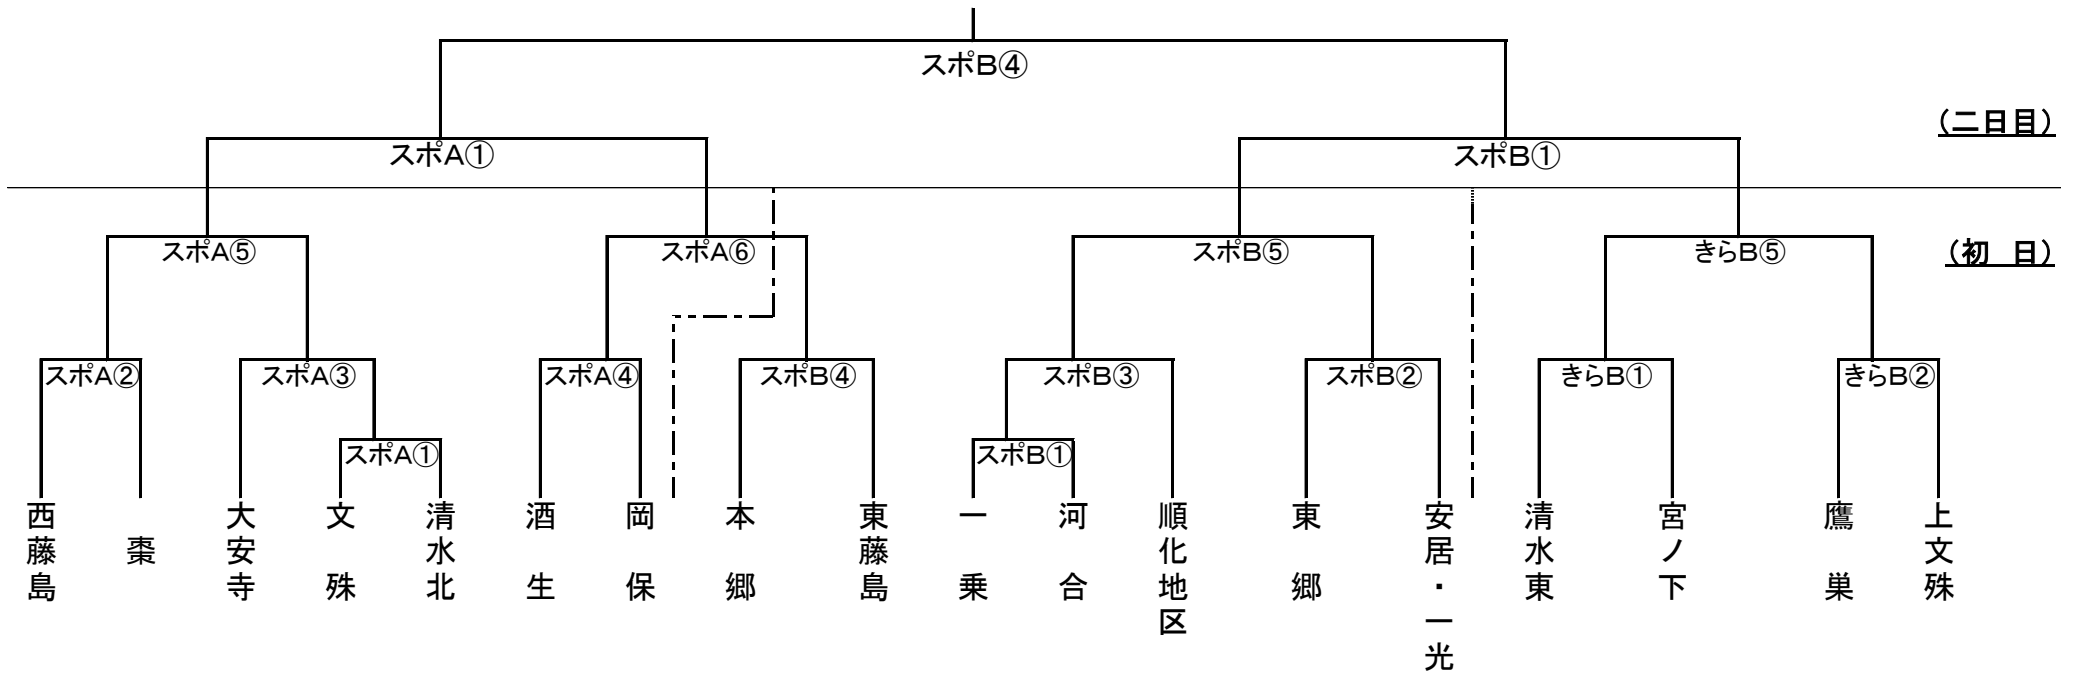 スポB④
(二日目)
スポA①
スポB①
スポA⑤
スポA⑥
スポB⑤
きらB⑤
(初　日)
スポA②
スポA③
スポA④
スポB④
スポB③
スポB②
きらB①
きらB②
スポA①
スポB①
西藤島
棗
大安寺
文　殊
清水北
酒　生
岡　保
本　郷
東藤島
一　乗
河　合
順化地区
東　郷
安居・一光
清水東
宮ノ下
鷹　巣
上文殊